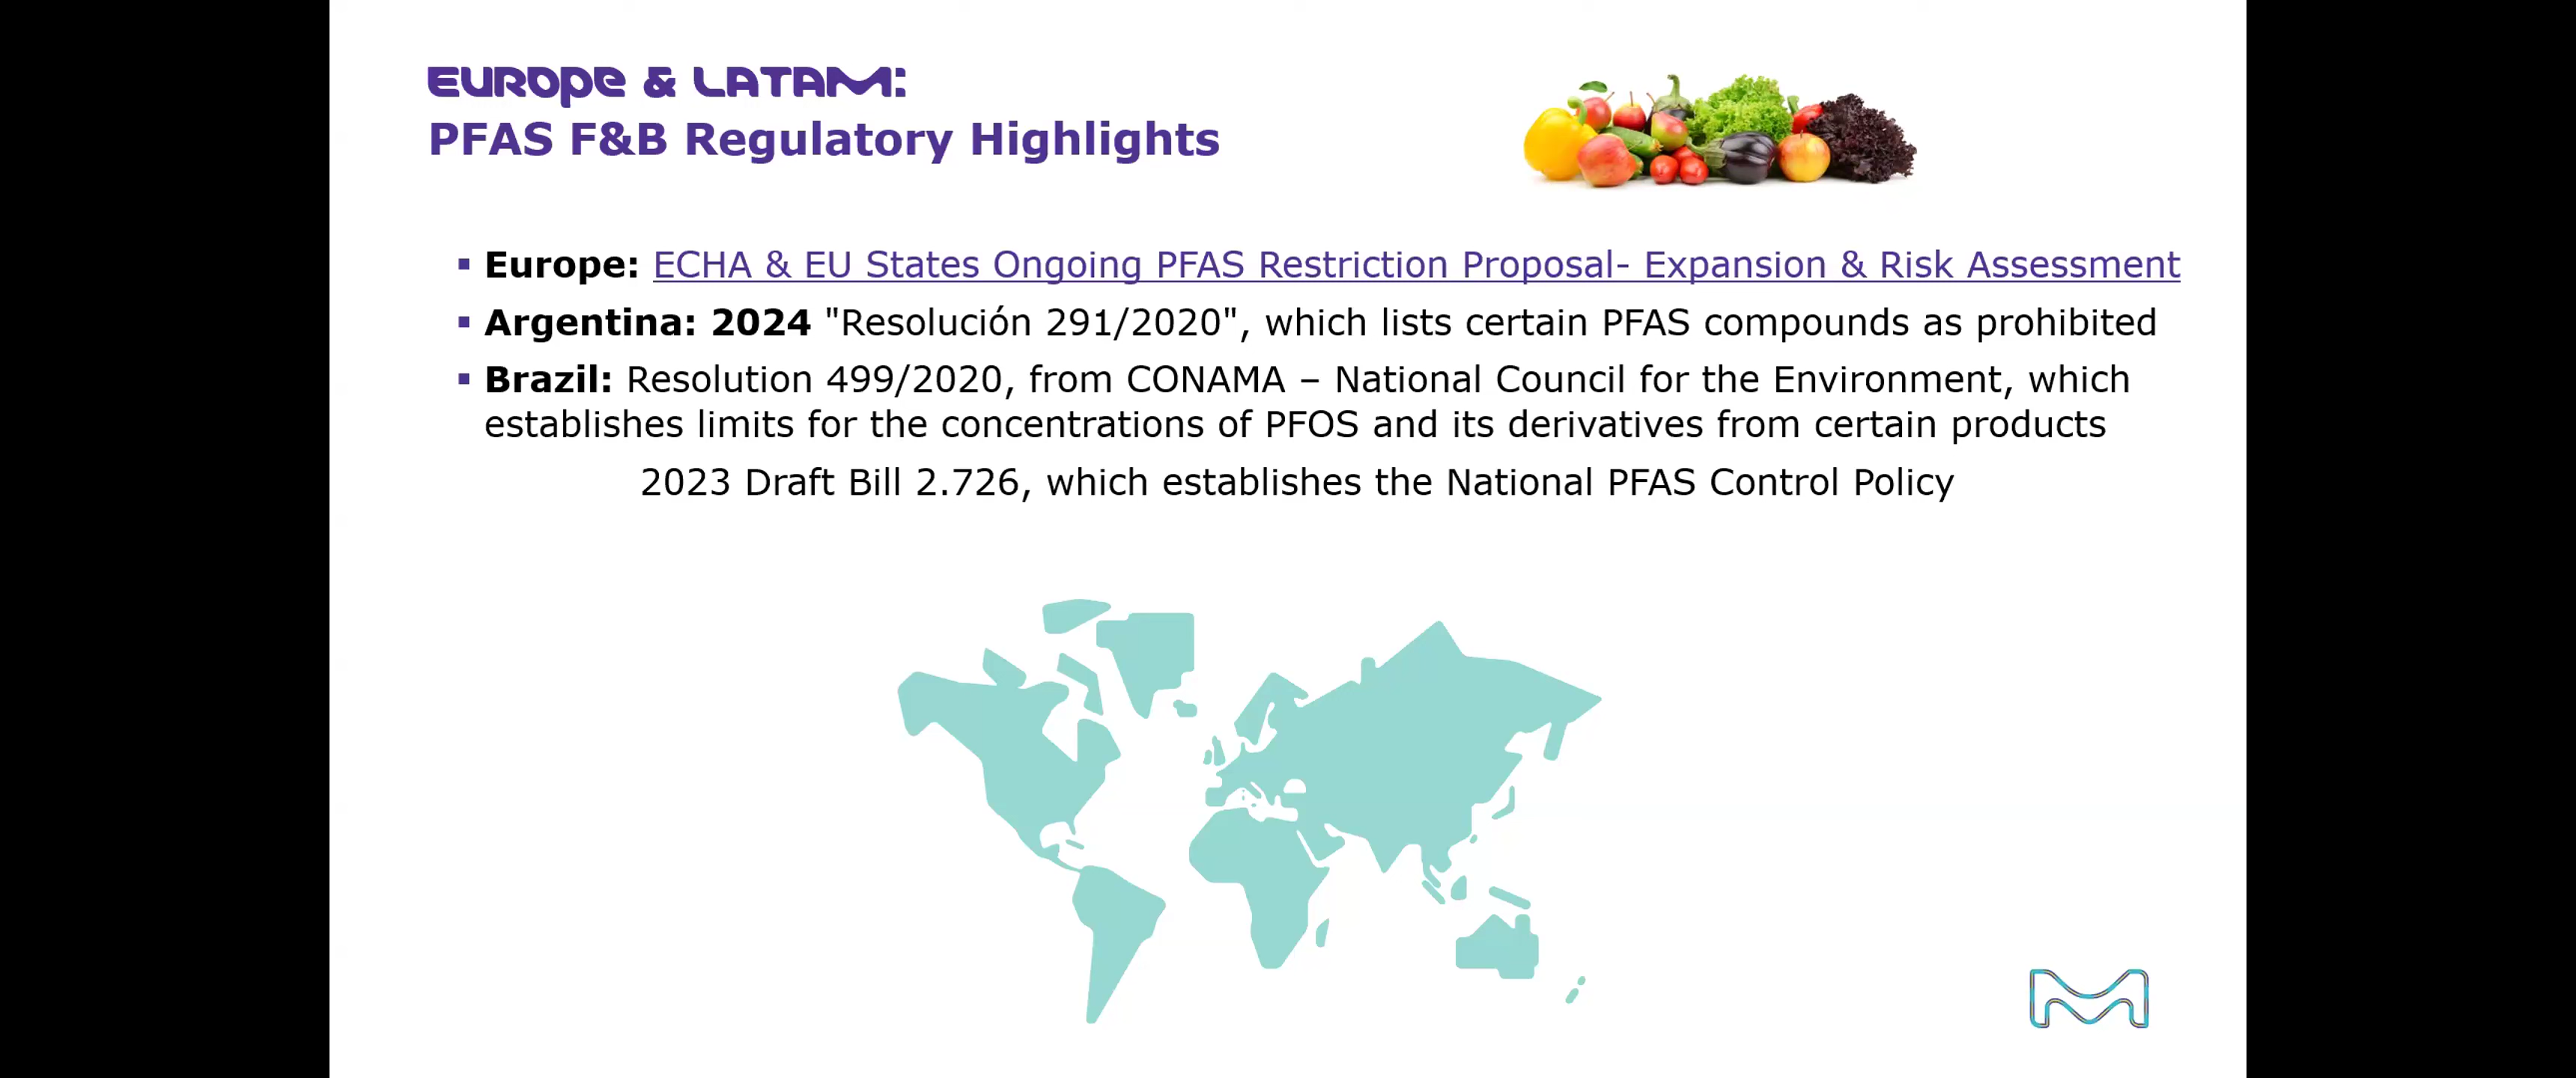 EUROPE & LATAM:
PFAS F&B Regulatory Highlights
▪ Europe: ECHA & EU States Ongoing PFAS Restriction Proposal- Expansion & Risk Assessment
▪ Argentina: 2024 "Resolución 291/2020", which lists certain PFAS compounds as prohibited
▪ Brazil: Resolution 499/2020, from CONAMA – National Council for the Environment, which
establishes limits for the concentrations of PFOS and its derivatives from certain products
2023 Draft Bill 2.726, which establishes the National PFAS Control Policy
M